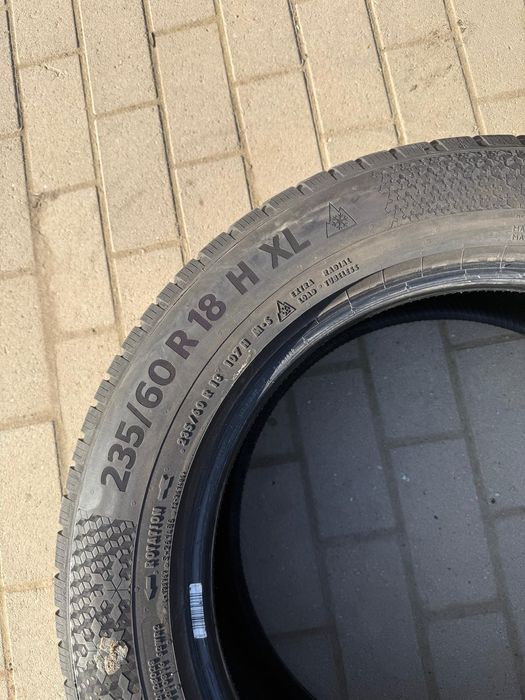 235/60 R 18 H XL
235/60 R 18 107 H M+S
EXTRA RADIAL
LOAD TUBELESS
ROTATION